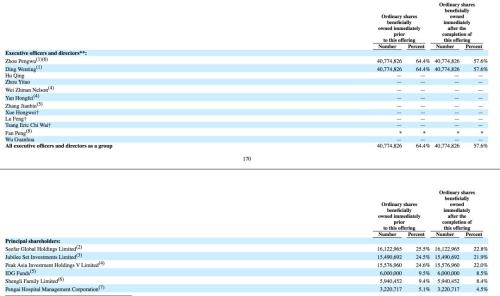 Ordinary shares Ordinary shares
beneficially beneficially
owned immediately owned
prior immediately
to this offering after the
completion of
this offering
Number Percent Number Percent
Executive officers and directors**:
Zhou Pengwu(1)(6) 40,774,826 64.4% 40,774,826 57.6%
Ding Wenting(1) 40,774,826 64.4% 40,774,826 57.6%
Hu Qing — — — —
Zhou Yitao — — — —
Wei Zhinan Nelson(4) — — — —
Yan Hongfei(4) — — — —
Zhang Jianbin(5) — — — —
Xue Hongwei† — — — —
Lu Peng† — — — —
Tsang Eric Chi Wai† — — — —
Fan Peng(8) * * * *
Wu Guanhua — — — —
All executive officers and directors as a group 40,774,826 64.4% 40,774,826 57.6%
170
Ordinary shares Ordinary shares
beneficially beneficially
owned immediately owned
prior immediately
to this offering after the
completion of
this offering
Number Percent Number Percent
Principal shareholders:
Seefar Global Holdings Limited(2) 16,122,965 25.5% 16,122,965 22.8%
Jubilee Set Investments Limited(3) 15,490,692 24.5% 15,490,692 21.9%
Peak Asia Investment Holdings V Limited(4) 15,576,960 24.6% 15,576,960 22.0%
IDG Funds(5) 6,000,000 9.5% 6,000,000 8.5%
Shengli Family Limited(6) 5,940,452 9.4% 5,940,452 8.4%
Pengai Hospital Management Corporation(7) 3,220,717 5.1% 3,220,717 4.5%